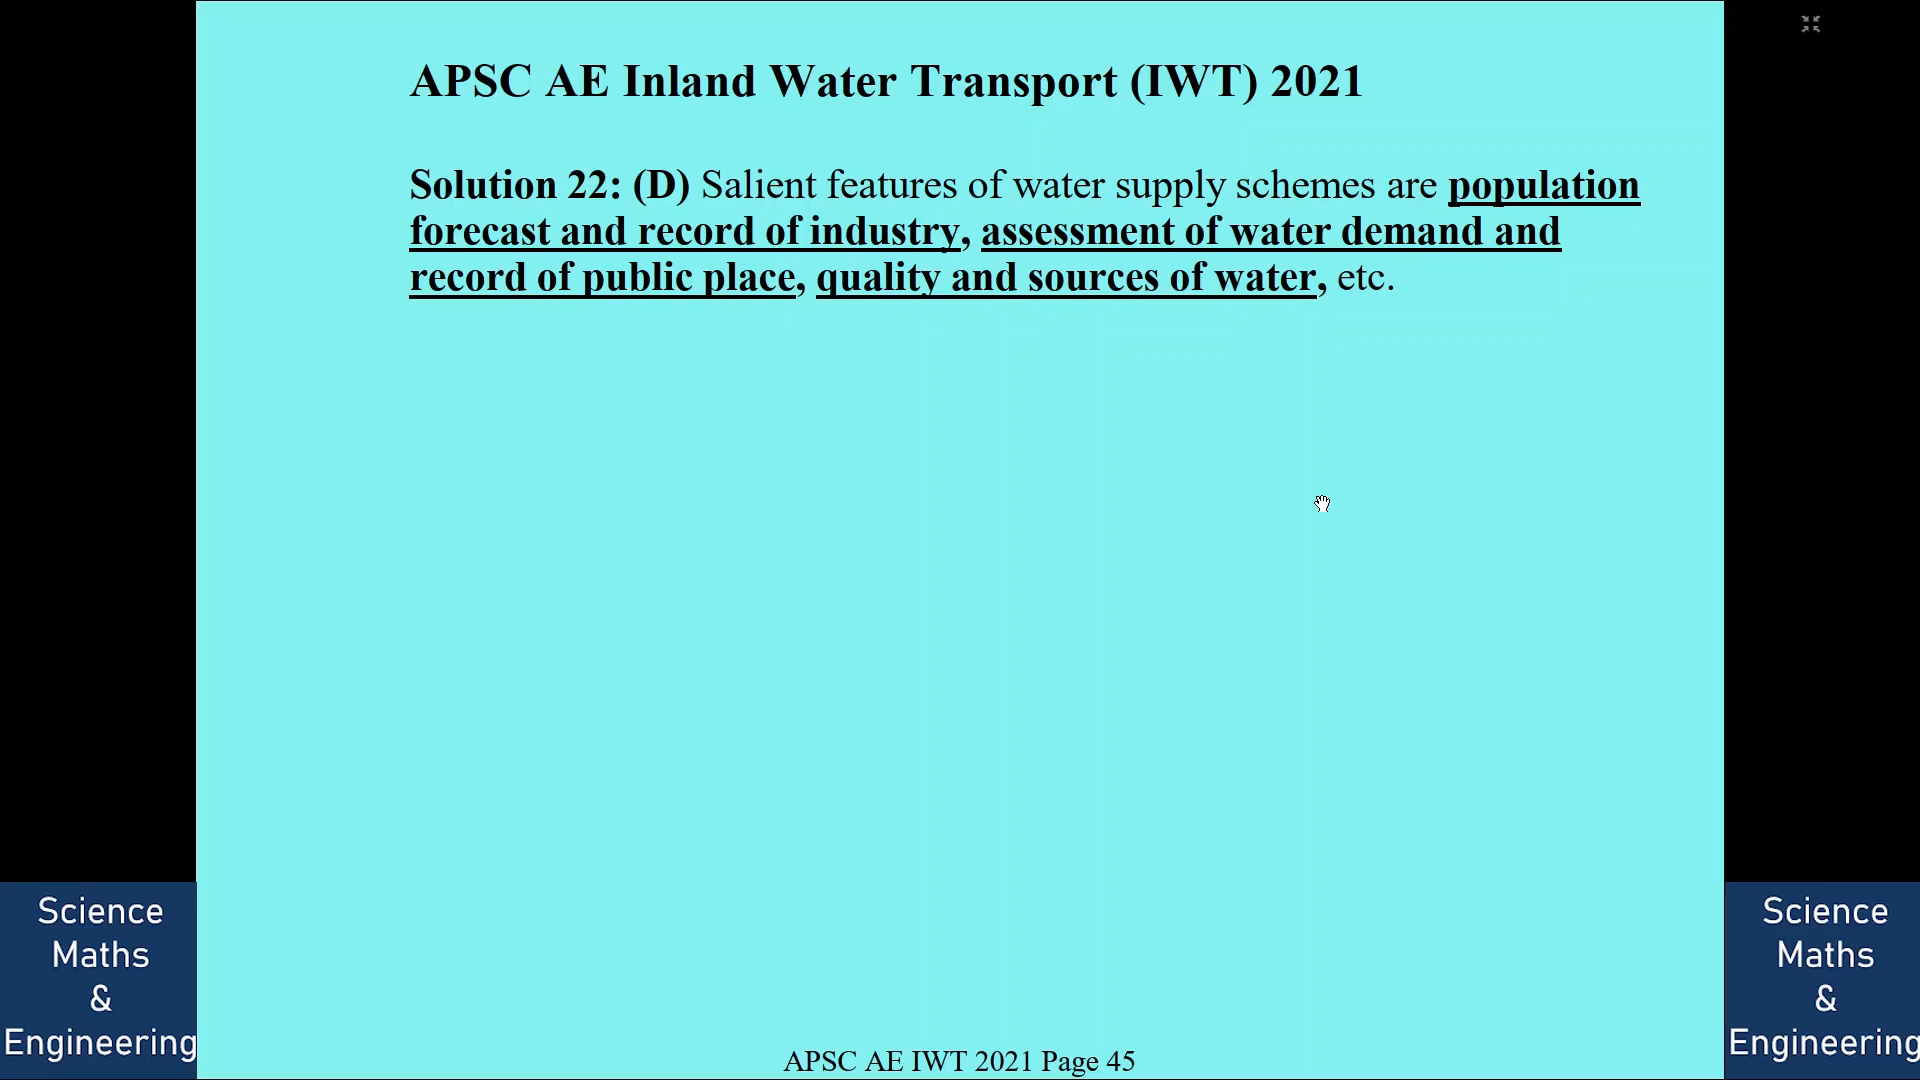 APSC AE Inland Water Transport (IWT) 2021
Solution 22: (D) Salient features of water supply schemes are population
forecast and record of industry, assessment of water demand and
record of public place, quality and sources of water, etc.
Science
Maths
&
Engineering
Science
Maths
&
Engineering
APSC AE IWT 2021 Page 45